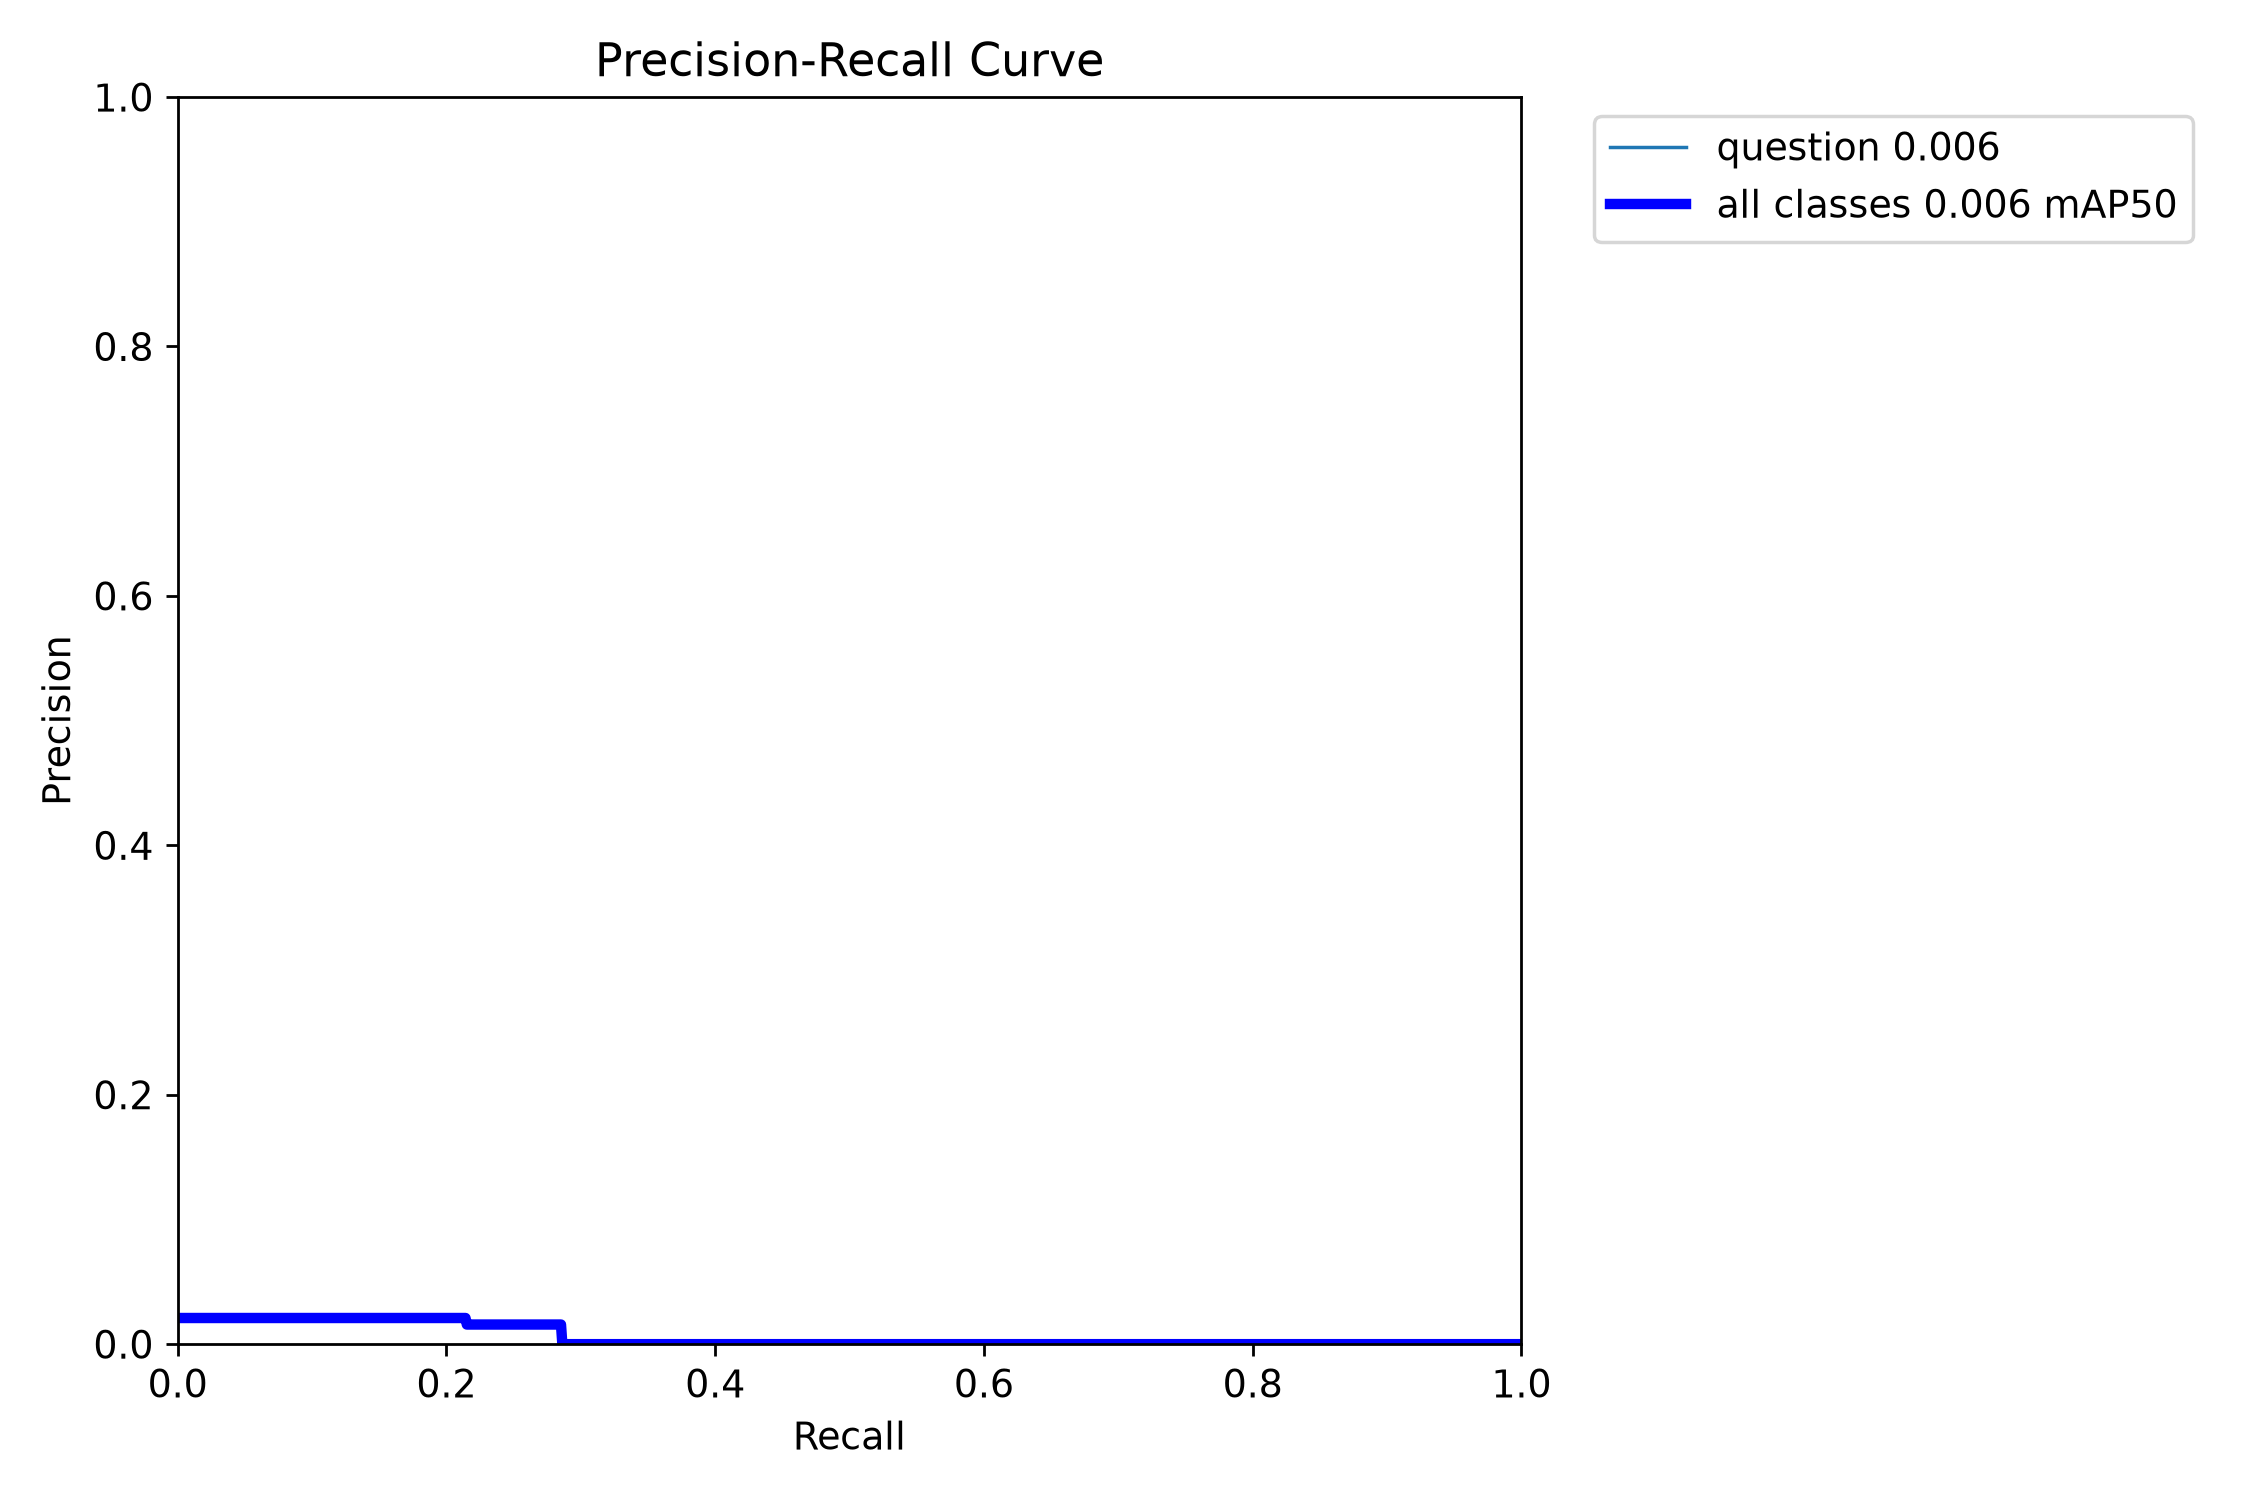 Precision-Recall Curve
question 0.006
all classes 0.006 mAP50
Precision
1.0
0.8
0.6
0.4
0.2
0.0
0.0 0.2 0.4 0.6 0.8 1.0
Recall